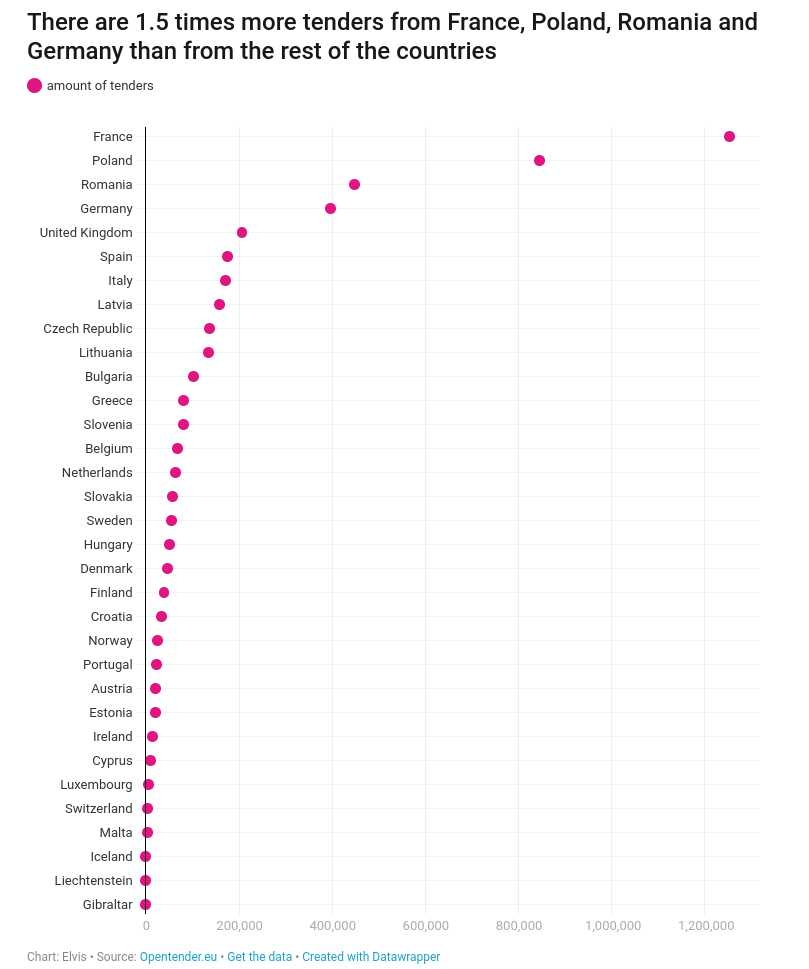 There are 1.5 times more tenders from France, Poland, Romania and
Germany than from the rest of the countries
amount of tenders
France
Poland
Romania
Germany
United Kingdom
Spain
Italy
Latvia
Czech Republic
Lithuania
Bulgaria
Greece
Slovenia
Belgium
Netherlands
Slovakia
Sweden
Hungary
Denmark
Finland
Croatia
Norway
Portugal
Austria
Estonia
Ireland
Cyprus
Luxembourg
Switzerland
Malta
Iceland
Liechtenstein
Gibraltar
0 200,000 400,000 600,000 800,000 1,000,000 1,200,000
Chart: Elvis • Source: Opentender.eu • Get the data • Created with Datawrapper